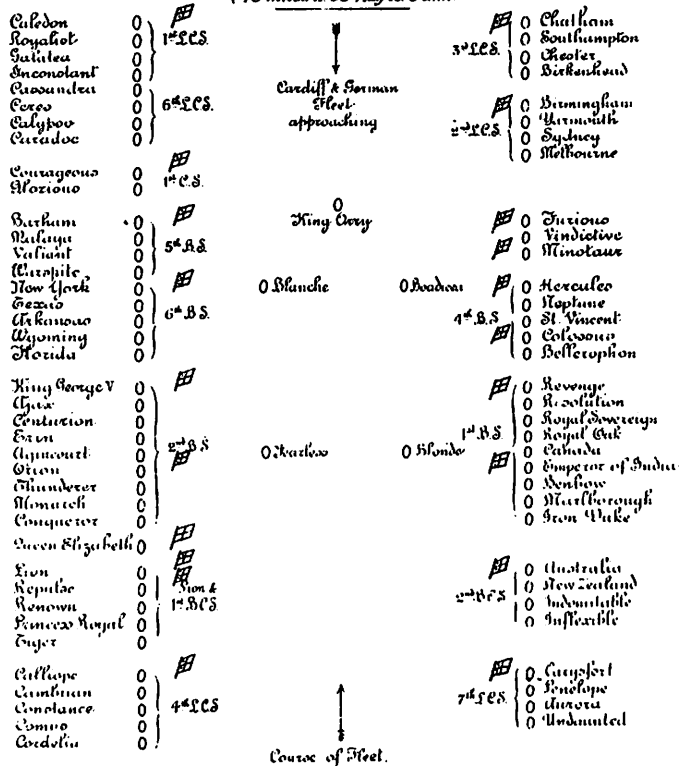 Caledon
Royalist
Galatea
Inconstant
1st L.C.S.
Cassandra
Ceres
Calypso
Caradoc
6th L.C.S.
Courageous
Glorious
1st C.S.
Barham
Malaya
Valiant
Warspite
5th B.S.
New York
Texas
Arkansas
Wyoming
Florida
6th B.S.
King George V
Ajax
Centurion
Erin
Agincourt
Orion
Thunderer
Monarch
Conqueror
2nd B.S.
Queen Elizabeth
Lion
Repulse
Renown
Princess Royal
Tiger
Lion &
1st B.C.S.
Calliope
Cambrian
Constance
Comus
Cordelia
4th L.C.S.
Cardiff & German
Fleet
approaching
King Orry
Blanche
Boadicea
Fearless
Blonde
Course of Fleet.
3rd L.C.S.
Chatham
Southampton
Chester
Birkenhead
2nd L.C.S.
Birmingham
Yarmouth
Sydney
Melbourne
Furious
Vindictive
Minotaur
4th B.S.
Hercules
Neptune
St. Vincent
Colossus
Bellerophon
1st B.S.
Revenge
Resolution
Royal Sovereign
Royal Oak
Canada
Emperor of India
Benbow
Marlborough
Iron Duke
2nd B.C.S.
Australia
New Zealand
Indomitable
Inflexible
7th L.C.S.
Carysfort
Penelope
Aurora
Undaunted